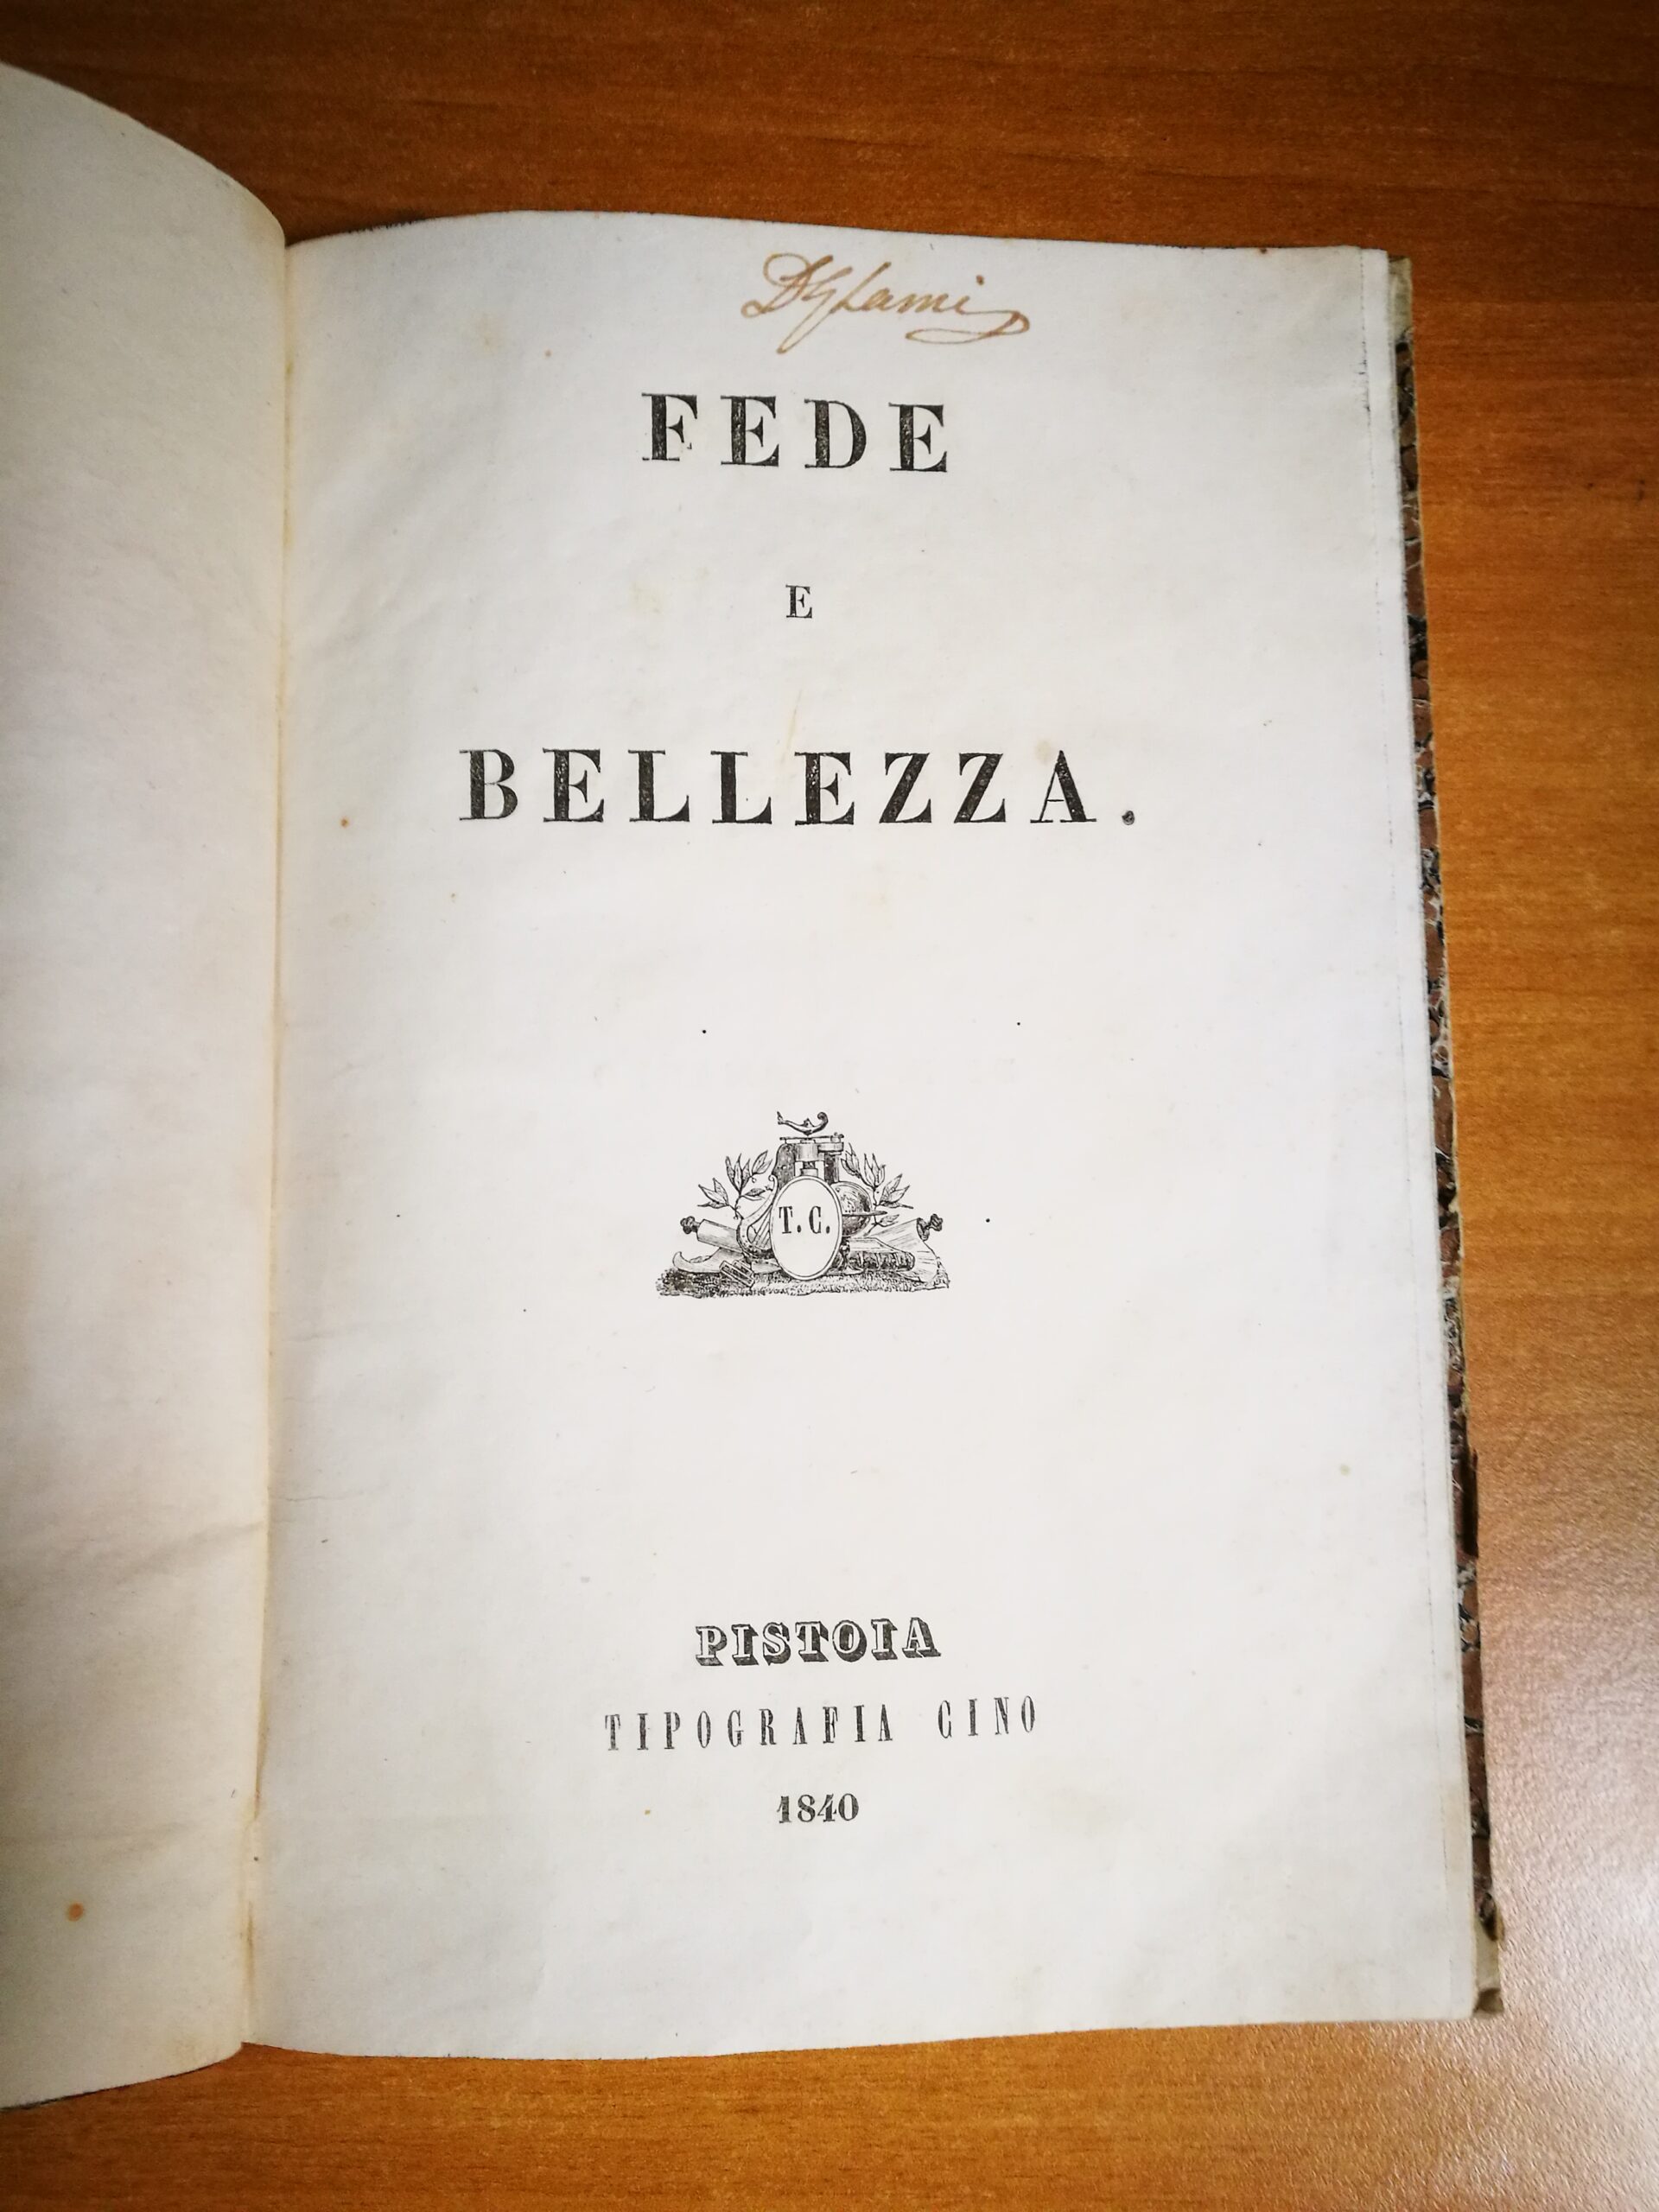 FEDE
E
BELLEZZA.
T. C.
PISTOIA
TIPOGRAFIA CINO
1840